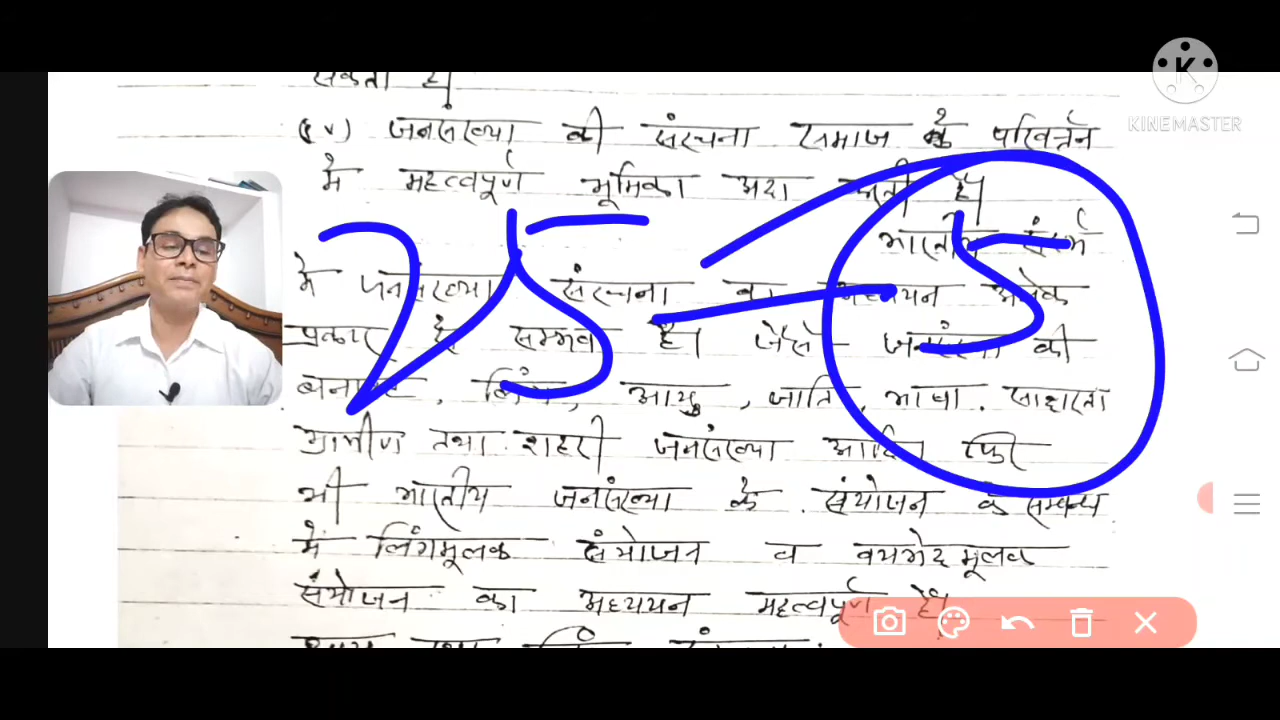 सकता है।
KINEMASTER
(iv) जनसंख्या की संरचना समाज के परिवर्त्तन
मे महत्वपूर्ण भूमिका अदा करती है।
भारतीय संदर्भ
मे जनसंख्या संरचना का अध्ययन अनेक
प्रकार से सम्भव है। जैसे - जनसंख्या की
बनावट, लिंग, आयु, जाति, भाषा, साक्षरता
ग्रामीण तथा शहरी जनसंख्या आदि। फिर
भी भारतीय जनसंख्या के संयोजन के सम्बन्ध
मे लिंगमूलक संयोजन व वयभेद मूलक
संयोजन का अध्ययन महत्वपूर्ण है।
25 - 5